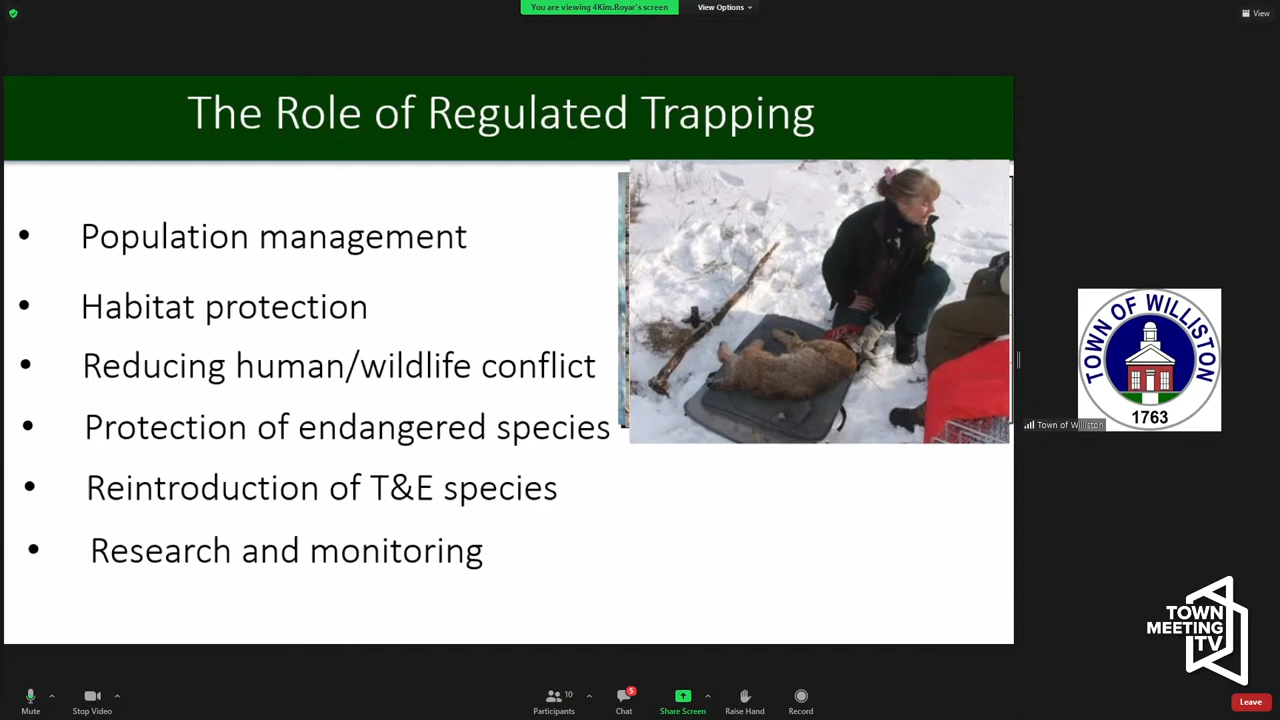 You are viewing 4Kim.Royar's screen
View Options
View
The Role of Regulated Trapping
• Population management
• Habitat protection
• Reducing human/wildlife conflict
• Protection of endangered species
• Reintroduction of T&E species
• Research and monitoring
TOWN OF WILLISTON
1763
Town of Williston
TOWN
MEETING
TV
Mute
Stop Video
10
Participants
5
Chat
Share Screen
Raise Hand
Record
Leave